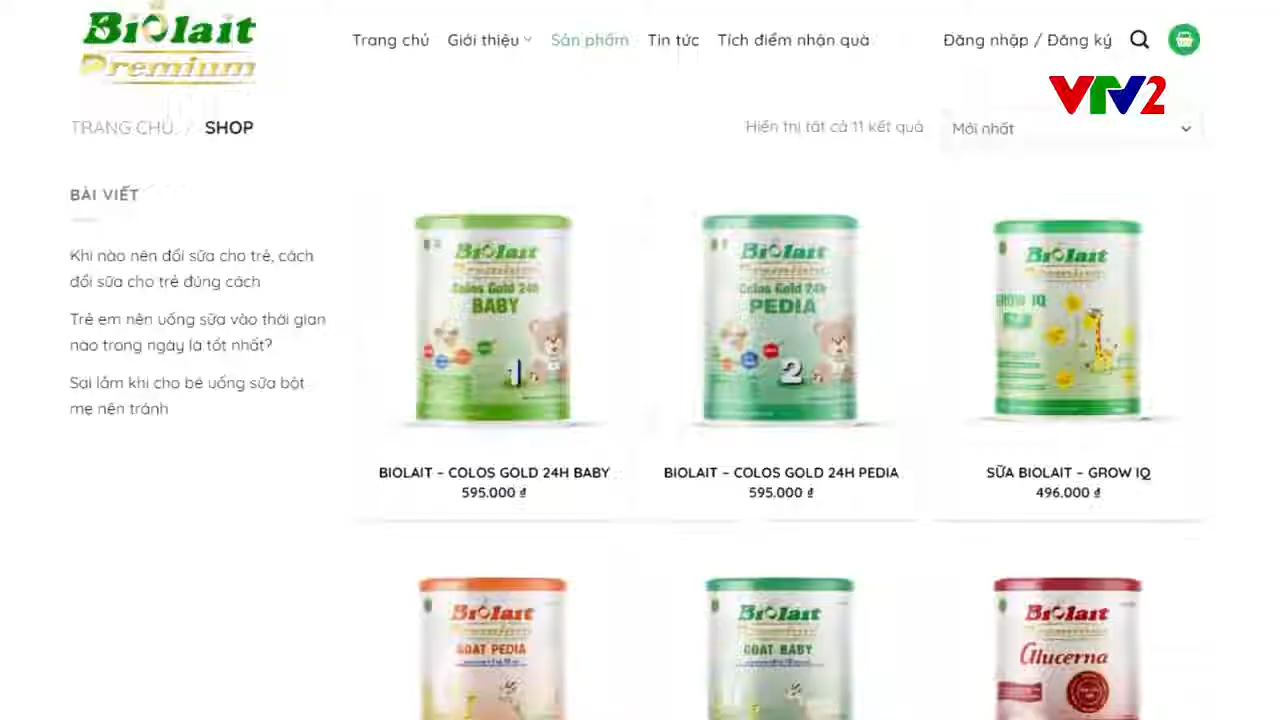 Biolait
Premium
Trang chủ Giới thiệu Sản phẩm Tin tức Tích điểm nhận quà Đăng nhập / Đăng ký
VTV2
TRANG CHỦ / SHOP
Hiển thị tất cả 11 kết quả Mới nhất
BÀI VIẾT
Khi nào nên đổi sữa cho trẻ, cách
đổi sữa cho trẻ đúng cách
Trẻ em nên uống sữa vào thời gian
nào trong ngày là tốt nhất?
Sai lầm khi cho bé uống sữa bột
mẹ nên tránh
Biolait
Premium
Colos Gold 24h
BABY
1
Biolait
Premium
Colos Gold 24h
PEDIA
2
Biolait
Premium
GROW IQ
BIOLAIT – COLOS GOLD 24H BABY
595.000 ₫
BIOLAIT – COLOS GOLD 24H PEDIA
595.000 ₫
SỮA BIOLAIT – GROW IQ
496.000 ₫
Biolait
Premium
GOAT PEDIA
Biolait
Premium
GOAT BABY
Biolait
Premium
Glucerna